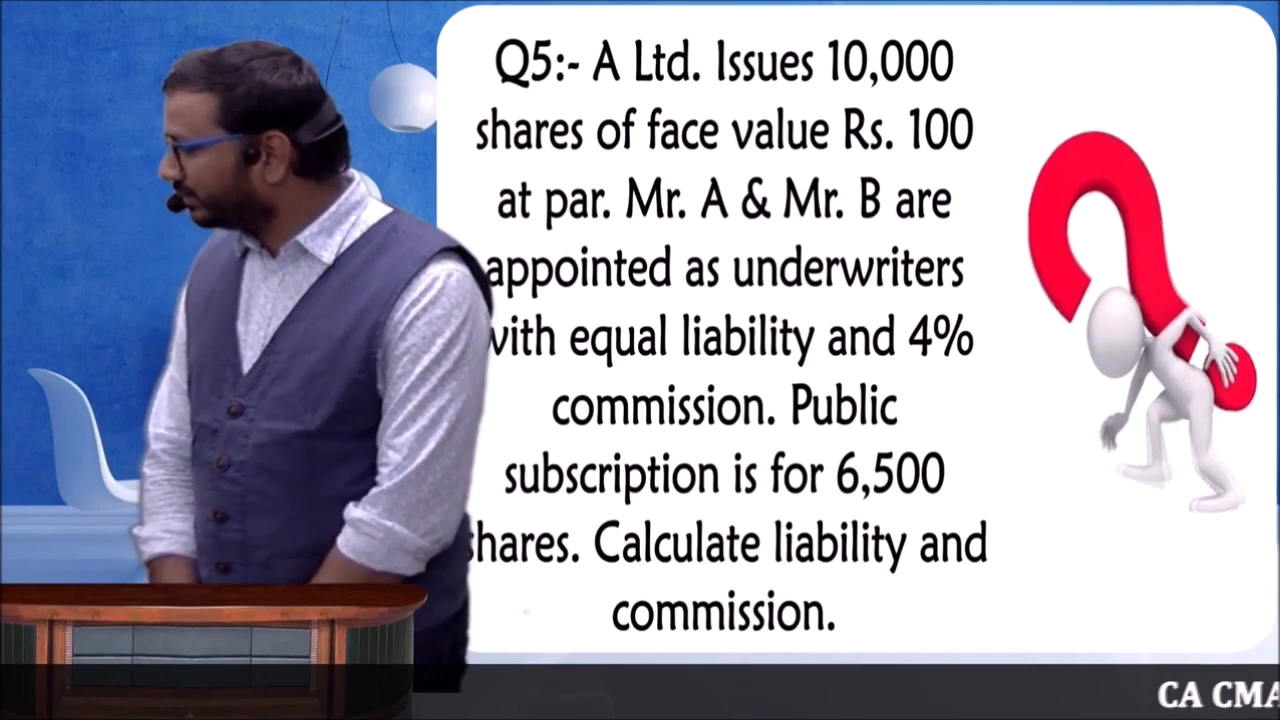 Q5:- A Ltd. Issues 10,000
shares of face value Rs. 100
at par. Mr. A & Mr. B are
appointed as underwriters
with equal liability and 4%
commission. Public
subscription is for 6,500
shares. Calculate liability and
commission.
CA CMA